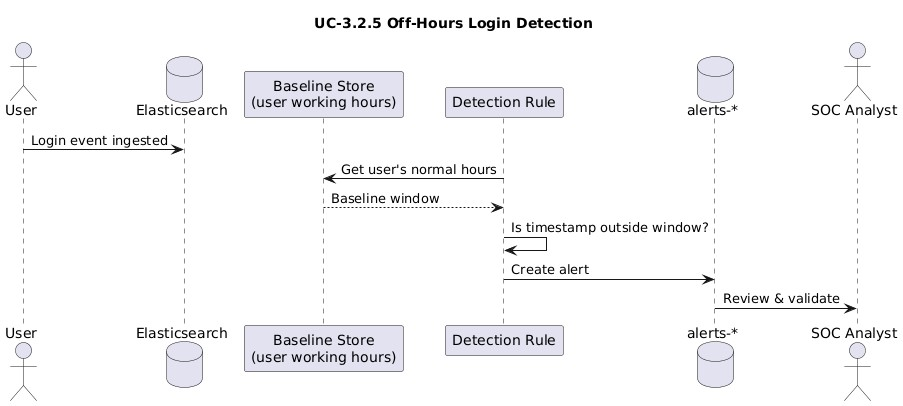 UC-3.2.5 Off-Hours Login Detection
User
Elasticsearch
Baseline Store
(user working hours)
Detection Rule
alerts-*
SOC Analyst
Login event ingested
Get user's normal hours
Baseline window
Is timestamp outside window?
Create alert
Review & validate
User
Elasticsearch
Baseline Store
(user working hours)
Detection Rule
alerts-*
SOC Analyst